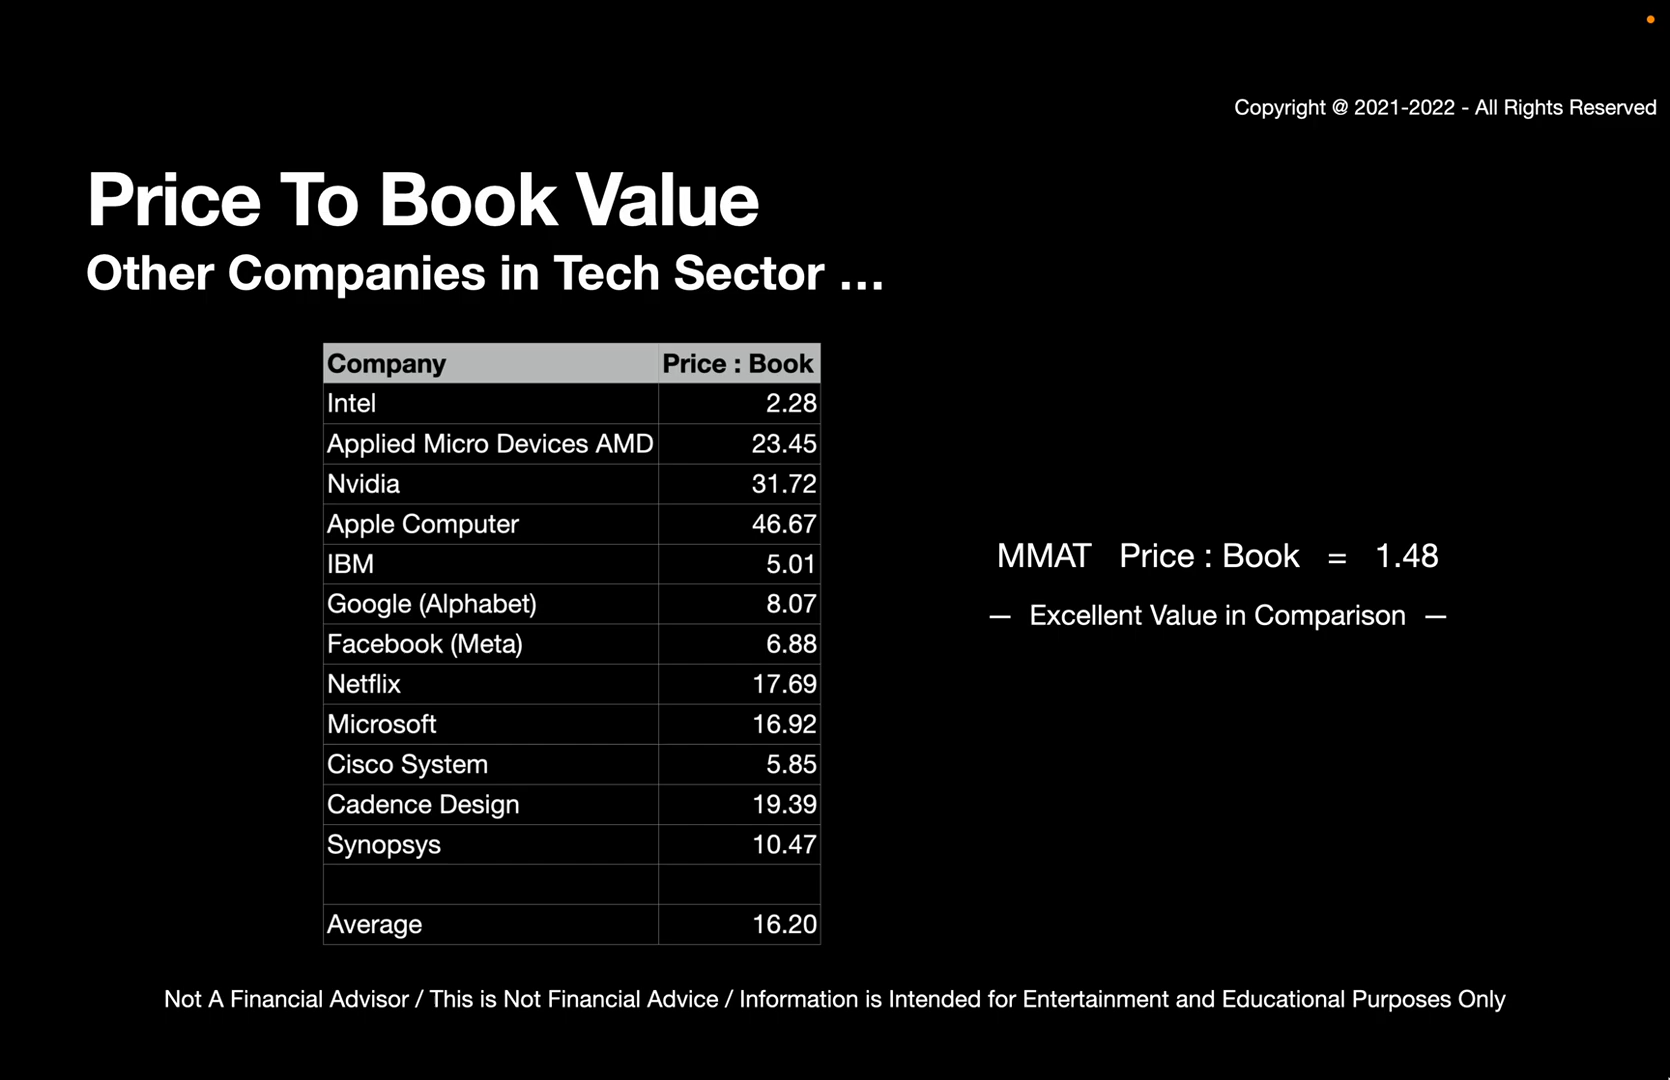 Copyright @ 2021-2022 - All Rights Reserved
Price To Book Value
Other Companies in Tech Sector ...
Company Price : Book
Intel 2.28
Applied Micro Devices AMD 23.45
Nvidia 31.72
Apple Computer 46.67
IBM 5.01
Google (Alphabet) 8.07
Facebook (Meta) 6.88
Netflix 17.69
Microsoft 16.92
Cisco System 5.85
Cadence Design 19.39
Synopsys 10.47
Average 16.20
MMAT Price : Book = 1.48
— Excellent Value in Comparison —
Not A Financial Advisor / This is Not Financial Advice / Information is Intended for Entertainment and Educational Purposes Only